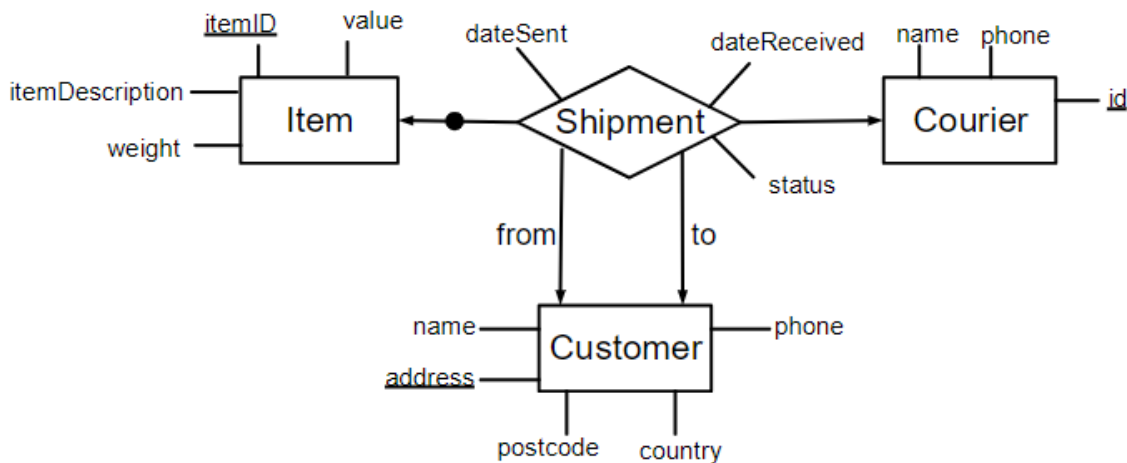 itemID
value
dateSent
dateReceived
name
phone
itemDescription
id
Item
Shipment
Courier
weight
status
from
to
name
phone
Customer
address
postcode
country